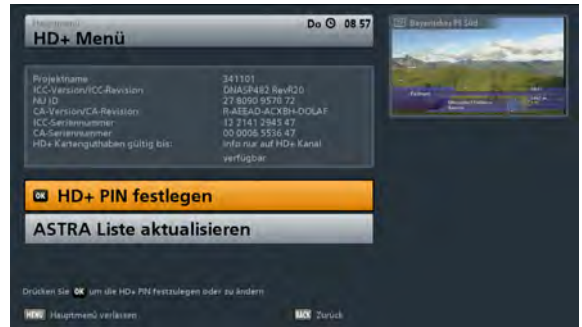 Hauptmenü
HD+ Menü
Do 08 57
Bayerisches FS Süd
Projektname 341101
ICC-Version/ICC-Revision DNASP482 RevR20
NU ID 27 8090 9570 72
CA-Version/CA-Revision R-AEEAD-ACXBH-DOLAF
ICC-Seriennummer 13 2141 2945 47
CA-Seriennummer 00 0006 5536 47
HD+ Kartenguthaben gültig bis: Info nur auf HD+ Kanal
verfügbar
OK HD+ PIN festlegen
ASTRA Liste aktualisieren
Drücken Sie OK um die HD+ PIN festzulegen oder zu ändern
MENU Hauptmenü verlassen BACK Zurück